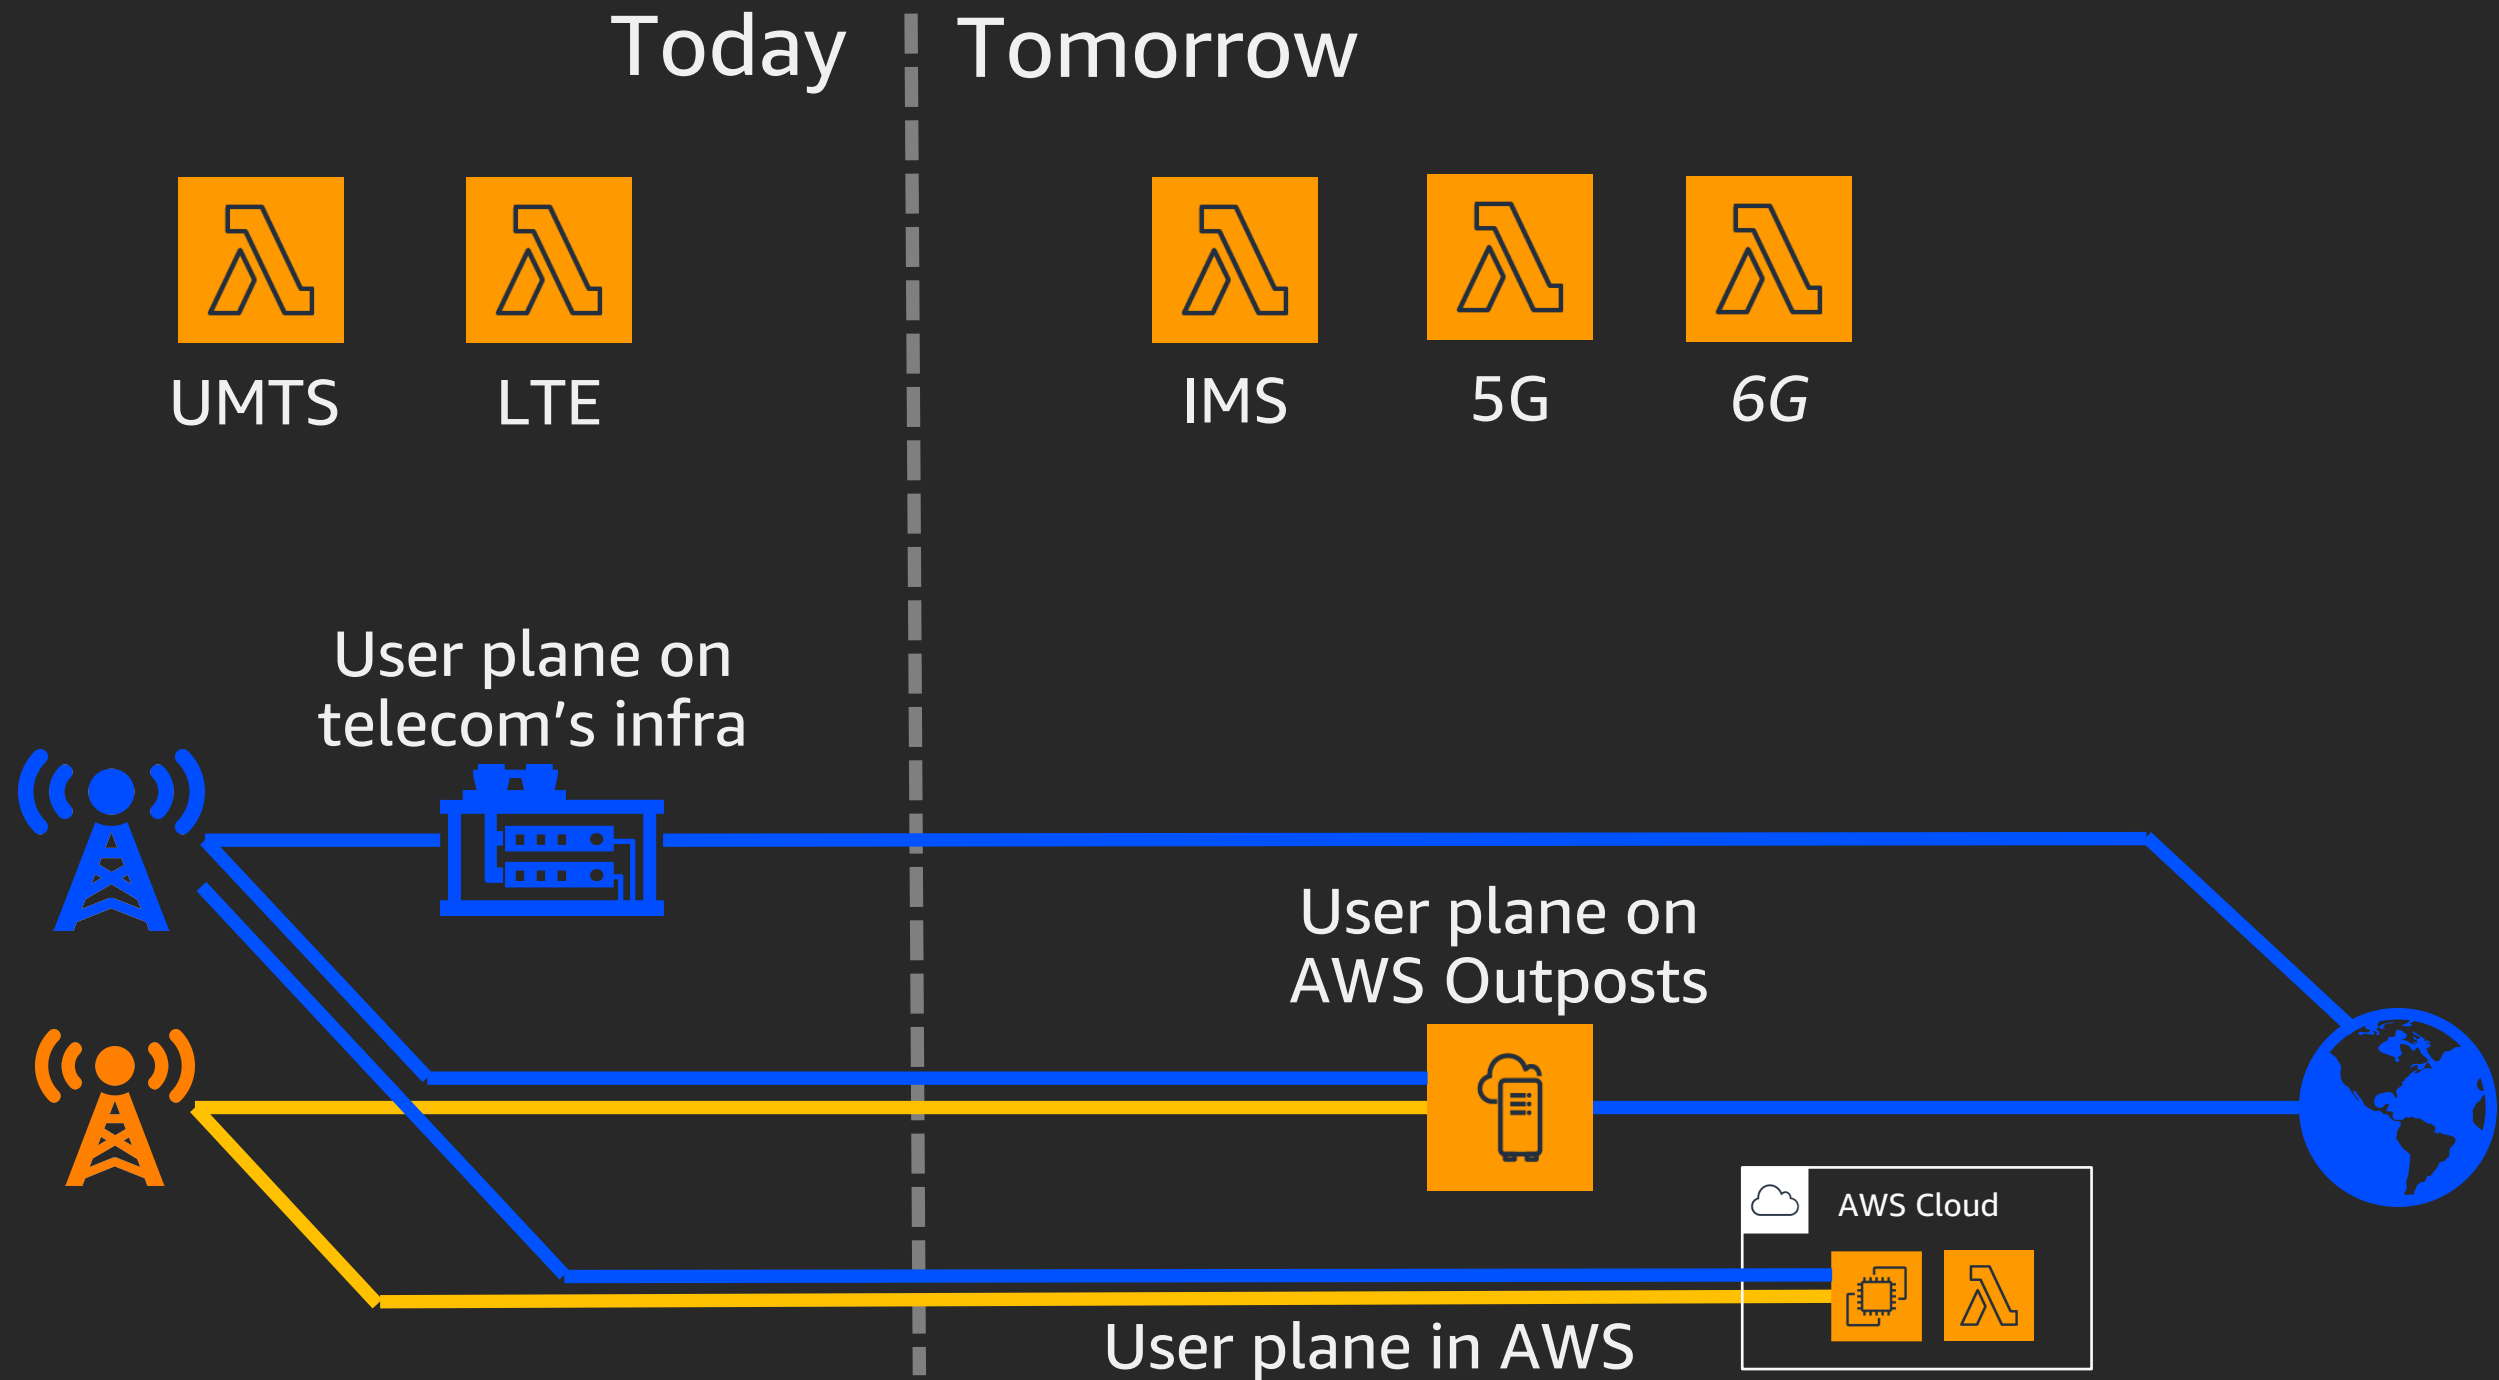 Today
Tomorrow
UMTS
LTE
IMS
5G
6G
User plane on
telecom's infra
User plane on
AWS Outposts
AWS Cloud
User plane in AWS